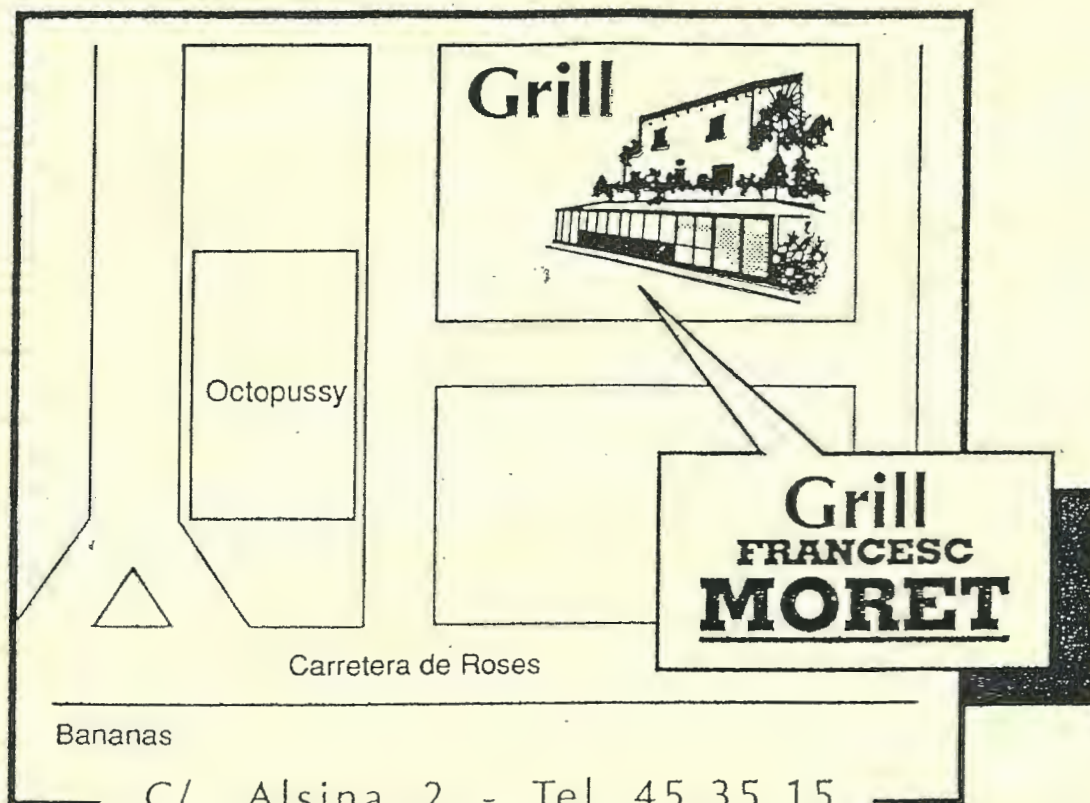 Grill
Octopussy
Grill
FRANCESC
MORET
Carretera de Roses
Bananas
C/ Alsina 2 - Tel 45 35 15